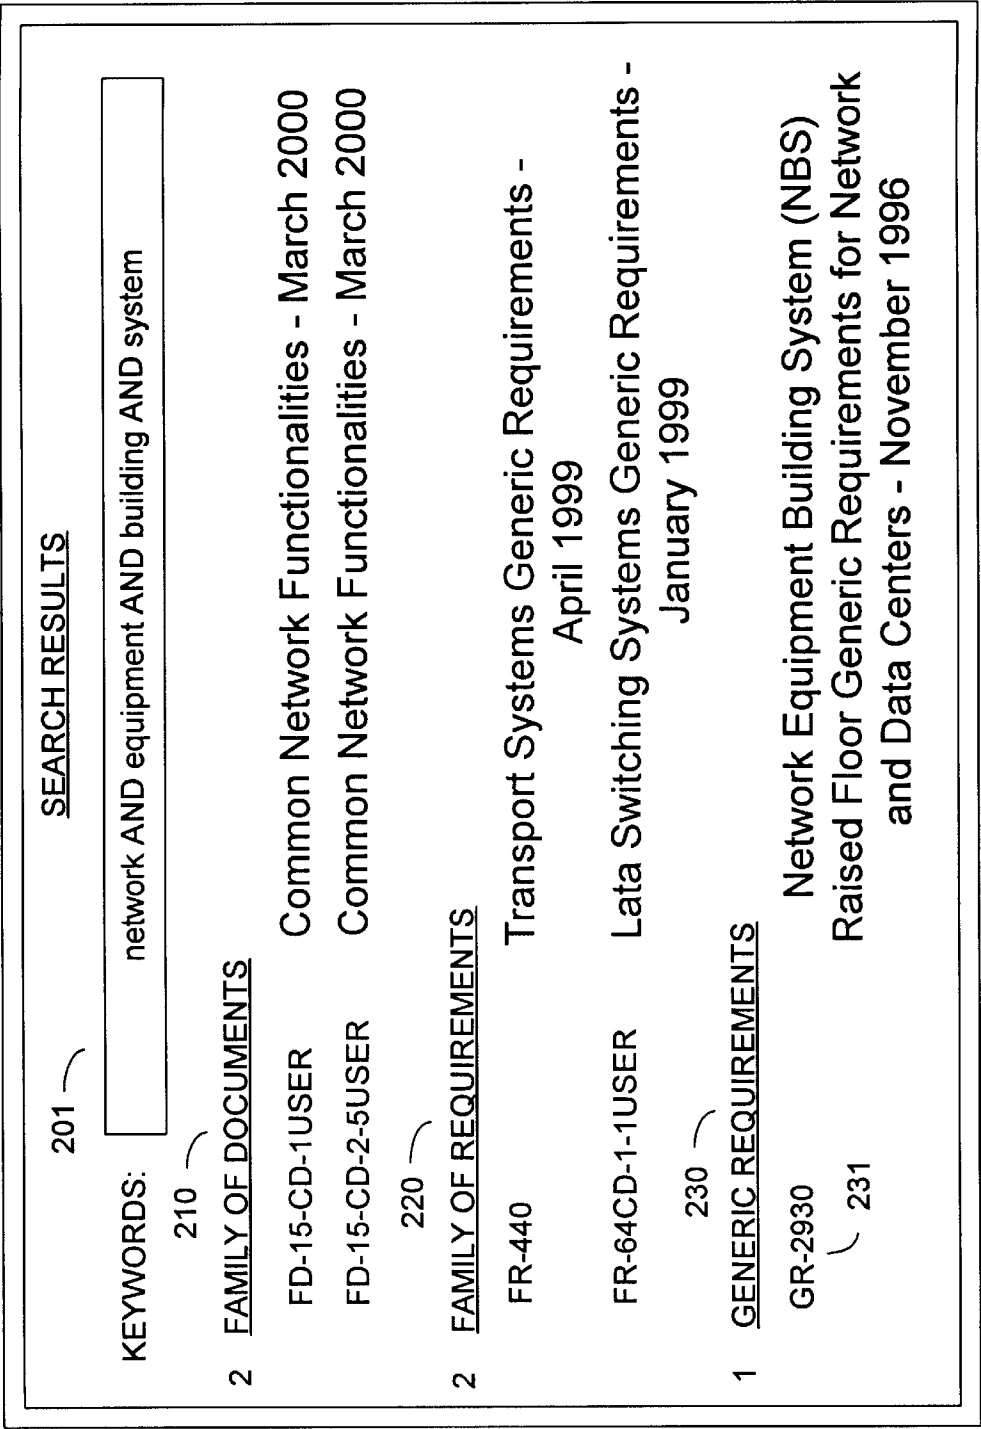 SEARCH RESULTS
201
KEYWORDS: network AND equipment AND building AND system
210
2 FAMILY OF DOCUMENTS
FD-15-CD-1USER Common Network Functionalities - March 2000
FD-15-CD-2-5USER Common Network Functionalities - March 2000
220
2 FAMILY OF REQUIREMENTS
FR-440 Transport Systems Generic Requirements -
April 1999
FR-64CD-1-1USER Lata Switching Systems Generic Requirements -
January 1999
230
1 GENERIC REQUIREMENTS
GR-2930 Network Equipment Building System (NBS)
231 Raised Floor Generic Requirements for Network
and Data Centers - November 1996